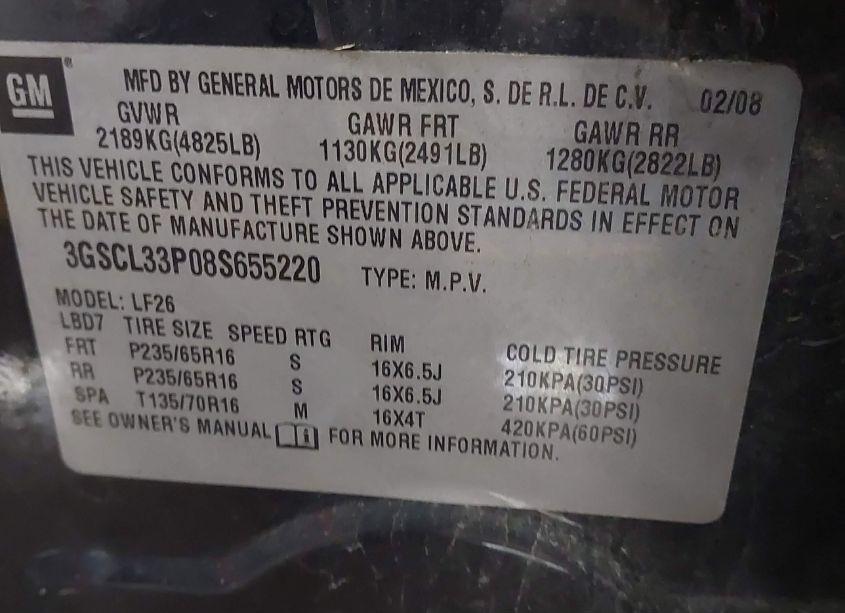 GM®
MFD BY GENERAL MOTORS DE MEXICO, S. DE R.L. DE C.V. 02/08
GVWR GAWR FRT GAWR RR
2189KG(4825LB) 1130KG(2491LB) 1280KG(2822LB)
THIS VEHICLE CONFORMS TO ALL APPLICABLE U.S. FEDERAL MOTOR
VEHICLE SAFETY AND THEFT PREVENTION STANDARDS IN EFFECT ON
THE DATE OF MANUFACTURE SHOWN ABOVE.
3GSCL33P08S655220 TYPE: M.P.V.
MODEL: LF26
LBD7 TIRE SIZE SPEED RTG RIM COLD TIRE PRESSURE
FRT P235/65R16 S 16X6.5J 210KPA(30PSI)
RR P235/65R16 S 16X6.5J 210KPA(30PSI)
SPA T135/70R16 M 16X4T 420KPA(60PSI)
SEE OWNER'S MANUAL i FOR MORE INFORMATION.